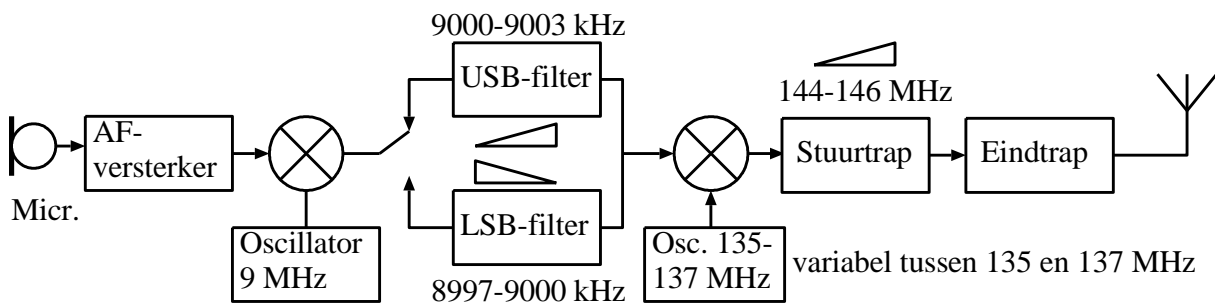 9000-9003 kHz
USB-filter
144-146 MHz
AF-
versterker
Stuurtrap
Eindtrap
Micr.
Oscillator
9 MHz
LSB-filter
8997-9000 kHz
Osc. 135-
137 MHz
variabel tussen 135 en 137 MHz